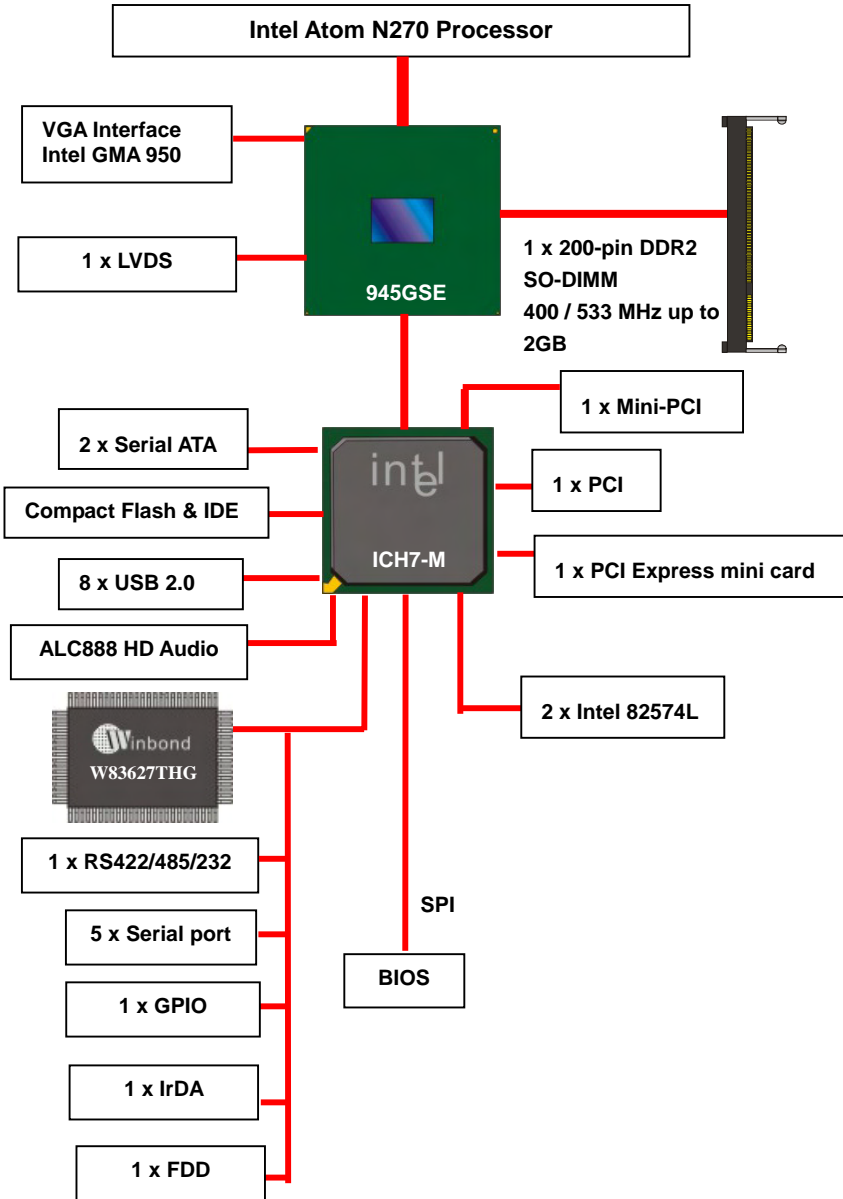 Intel Atom N270 Processor
VGA Interface
Intel GMA 950
1 x LVDS
945GSE
1 x 200-pin DDR2
SO-DIMM
400 / 533 MHz up to
2GB
1 x Mini-PCI
2 x Serial ATA
intel
1 x PCI
Compact Flash & IDE
ICH7-M
1 x PCI Express mini card
8 x USB 2.0
ALC888 HD Audio
2 x Intel 82574L
Winbond
W83627THG
1 x RS422/485/232
SPI
5 x Serial port
BIOS
1 x GPIO
1 x IrDA
1 x FDD